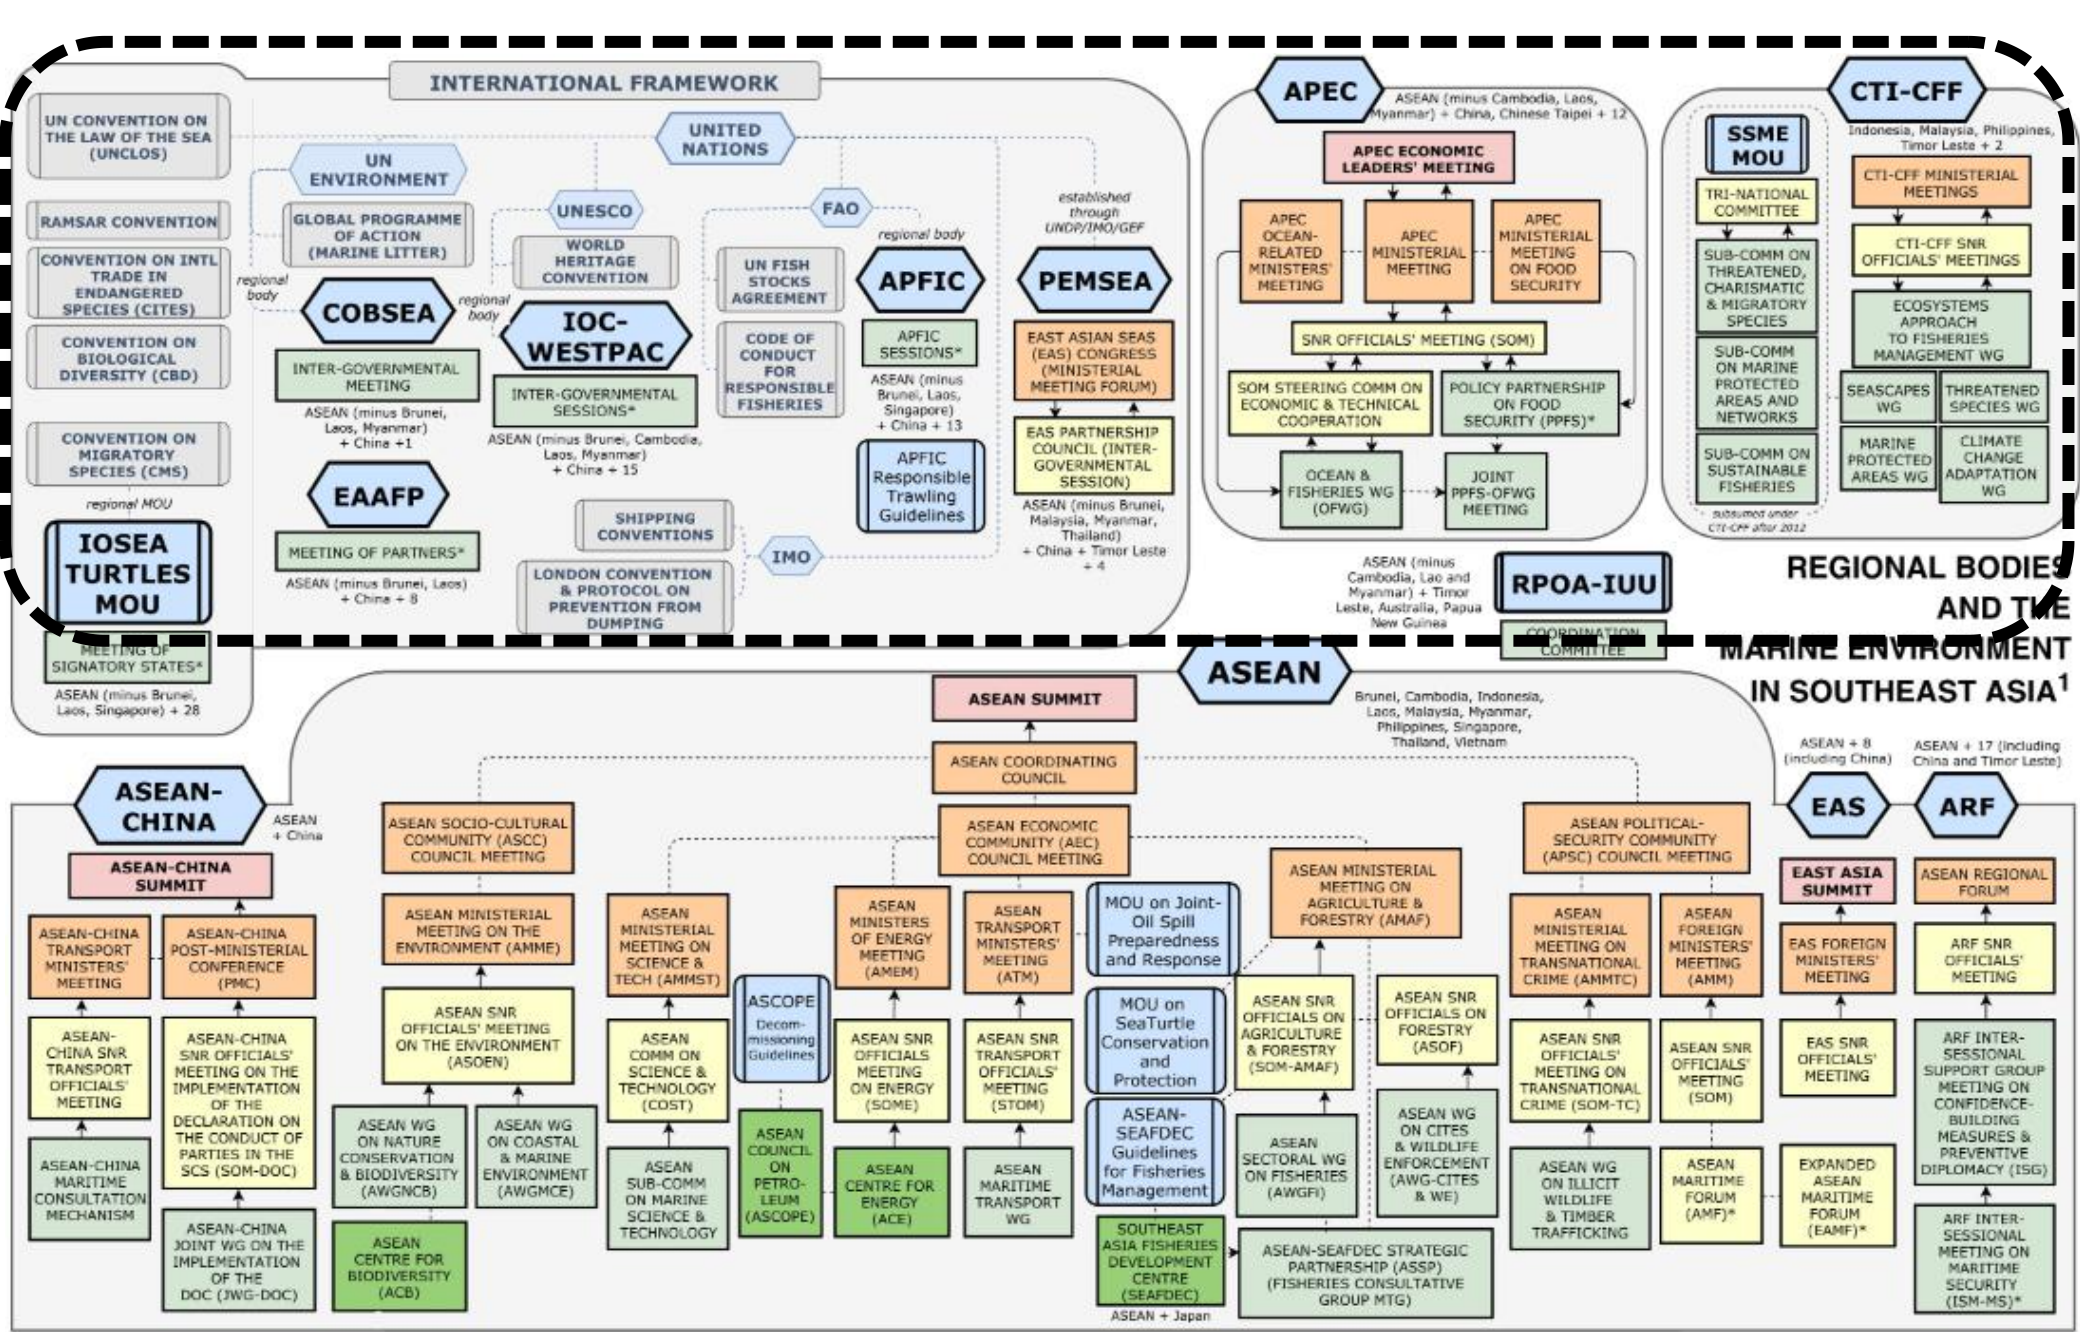 INTERNATIONAL FRAMEWORK
UN CONVENTION ON
THE LAW OF THE SEA
(UNCLOS)
RAMSAR CONVENTION
CONVENTION ON INTL
TRADE IN
ENDANGERED
SPECIES (CITES)
CONVENTION ON
BIOLOGICAL
DIVERSITY (CBD)
CONVENTION ON
MIGRATORY
SPECIES (CMS)
regional MOU
IOSEA
TURTLES
MOU
MEETING OF
SIGNATORY STATES*
ASEAN (minus Brunei,
Laos, Singapore) + 28
UNITED
NATIONS
UN
ENVIRONMENT
GLOBAL PROGRAMME
OF ACTION
(MARINE LITTER)
regional
body
COBSEA
INTER-GOVERNMENTAL
MEETING
ASEAN (minus Brunei,
Laos, Myanmar)
+ China +1
EAAFP
MEETING OF PARTNERS*
ASEAN (minus Brunei, Laos)
+ China + 8
UNESCO
WORLD
HERITAGE
CONVENTION
regional
body
IOC-
WESTPAC
INTER-GOVERNMENTAL
SESSIONS*
ASEAN (minus Brunei, Cambodia,
Laos, Myanmar)
+ China + 15
SHIPPING
CONVENTIONS
LONDON CONVENTION
& PROTOCOL ON
PREVENTION FROM
DUMPING
IMO
FAO
UN FISH
STOCKS
AGREEMENT
CODE OF
CONDUCT
FOR
RESPONSIBLE
FISHERIES
regional body
APFIC
APFIC
SESSIONS*
ASEAN (minus
Brunei, Laos,
Singapore)
+ China + 13
APFIC
Responsible
Trawling
Guidelines
established
through
UNDP/IMO/GEF
PEMSEA
EAST ASIAN SEAS
(EAS) CONGRESS
(MINISTERIAL
MEETING FORUM)
EAS PARTNERSHIP
COUNCIL (INTER-
GOVERNMENTAL
SESSION)
ASEAN (minus Brunei,
Malaysia, Myanmar,
Thailand)
+ China + Timor Leste
+ 4
APEC
ASEAN (minus Cambodia, Laos,
Myanmar) + China, Chinese Taipei + 12
APEC ECONOMIC
LEADERS' MEETING
APEC
OCEAN-
RELATED
MINISTERS'
MEETING
APEC
MINISTERIAL
MEETING
APEC
MINISTERIAL
MEETING
ON FOOD
SECURITY
SNR OFFICIALS' MEETING (SOM)
SOM STEERING COMM ON
ECONOMIC & TECHNICAL
COOPERATION
POLICY PARTNERSHIP
ON FOOD
SECURITY (PPFS)*
OCEAN &
FISHERIES WG
(OFWG)
JOINT
PPFS-OFWG
MEETING
CTI-CFF
Indonesia, Malaysia, Philippines,
Timor Leste + 2
SSME
MOU
TRI-NATIONAL
COMMITTEE
SUB-COMM ON
THREATENED,
CHARISMATIC
& MIGRATORY
SPECIES
SUB-COMM
ON MARINE
PROTECTED
AREAS AND
NETWORKS
SUB-COMM ON
SUSTAINABLE
FISHERIES
subsumed under
CTI-CFF after 2012
CTI-CFF MINISTERIAL
MEETINGS
CTI-CFF SNR
OFFICIALS' MEETINGS
ECOSYSTEMS
APPROACH
TO FISHERIES
MANAGEMENT WG
SEASCAPES
WG
THREATENED
SPECIES WG
MARINE
PROTECTED
AREAS WG
CLIMATE
CHANGE
ADAPTATION
WG
ASEAN (minus
Cambodia, Lao and
Myanmar) + Timor
Leste, Australia, Papua
New Guinea
RPOA-IUU
COORDINATION
COMMITTEE
REGIONAL BODIES
AND THE
MARINE ENVIRONMENT
IN SOUTHEAST ASIA1
ASEAN
Brunei, Cambodia, Indonesia,
Laos, Malaysia, Myanmar,
Philippines, Singapore,
Thailand, Vietnam
ASEAN SUMMIT
ASEAN COORDINATING
COUNCIL
ASEAN-
CHINA
ASEAN
+ China
ASEAN-CHINA
SUMMIT
ASEAN-CHINA
TRANSPORT
MINISTERS'
MEETING
ASEAN-CHINA
POST-MINISTERIAL
CONFERENCE
(PMC)
ASEAN-
CHINA SNR
TRANSPORT
OFFICIALS'
MEETING
ASEAN-CHINA
SNR OFFICIALS'
MEETING ON THE
IMPLEMENTATION
OF THE
DECLARATION ON
THE CONDUCT OF
PARTIES IN THE
SCS (SOM-DOC)
ASEAN-CHINA
MARITIME
CONSULTATION
MECHANISM
ASEAN-CHINA
JOINT WG ON THE
IMPLEMENTATION
OF THE
DOC (JWG-DOC)
ASEAN SOCIO-CULTURAL
COMMUNITY (ASCC)
COUNCIL MEETING
ASEAN MINISTERIAL
MEETING ON THE
ENVIRONMENT (AMME)
ASEAN SNR
OFFICIALS' MEETING
ON THE ENVIRONMENT
(ASOEN)
ASEAN WG
ON NATURE
CONSERVATION
& BIODIVERSITY
(AWGNCB)
ASEAN WG
ON COASTAL
& MARINE
ENVIRONMENT
(AWGMCE)
ASEAN
CENTRE FOR
BIODIVERSITY
(ACB)
ASEAN ECONOMIC
COMMUNITY (AEC)
COUNCIL MEETING
ASEAN
MINISTERIAL
MEETING ON
SCIENCE &
TECH (AMMST)
ASEAN
COMM ON
SCIENCE &
TECHNOLOGY
(COST)
ASEAN
SUB-COMM
ON MARINE
SCIENCE &
TECHNOLOGY
ASCOPE
Decom-
missioning
Guidelines
ASEAN
COUNCIL
ON
PETRO-
LEUM
(ASCOPE)
ASEAN
MINISTERS
OF ENERGY
MEETING
(AMEM)
ASEAN SNR
OFFICIALS
MEETING
ON ENERGY
(SOME)
ASEAN
CENTRE FOR
ENERGY
(ACE)
ASEAN
TRANSPORT
MINISTERS'
MEETING
(ATM)
ASEAN SNR
TRANSPORT
OFFICIALS'
MEETING
(STOM)
ASEAN
MARITIME
TRANSPORT
WG
MOU on Joint-
Oil Spill
Preparedness
and Response
MOU on
SeaTurtle
Conservation
and
Protection
ASEAN-
SEAFDEC
Guidelines
for Fisheries
Management
SOUTHEAST
ASIA FISHERIES
DEVELOPMENT
CENTRE
(SEAFDEC)
ASEAN + Japan
ASEAN MINISTERIAL
MEETING ON
AGRICULTURE &
FORESTRY (AMAF)
ASEAN SNR
OFFICIALS ON
AGRICULTURE
& FORESTRY
(SOM-AMAF)
ASEAN SNR
OFFICIALS ON
FORESTRY
(ASOF)
ASEAN
SECTORAL WG
ON FISHERIES
(AWGFi)
ASEAN WG
ON CITES
& WILDLIFE
ENFORCEMENT
(AWG-CITES
& WE)
ASEAN-SEAFDEC STRATEGIC
PARTNERSHIP (ASSP)
(FISHERIES CONSULTATIVE
GROUP MTG)
ASEAN POLITICAL-
SECURITY COMMUNITY
(APSC) COUNCIL MEETING
ASEAN
MINISTERIAL
MEETING ON
TRANSNATIONAL
CRIME (AMMTC)
ASEAN
FOREIGN
MINISTERS'
MEETING
(AMM)
ASEAN SNR
OFFICIALS'
MEETING ON
TRANSNATIONAL
CRIME (SOM-TC)
ASEAN SNR
OFFICIALS'
MEETING
(SOM)
ASEAN WG
ON ILLICIT
WILDLIFE
& TIMBER
TRAFFICKING
ASEAN
MARITIME
FORUM
(AMF)*
ASEAN + 8
(including China)
EAS
EAST ASIA
SUMMIT
EAS FOREIGN
MINISTERS'
MEETING
EAS SNR
OFFICIALS'
MEETING
EXPANDED
ASEAN
MARITIME
FORUM
(EAMF)*
ASEAN + 17 (including
China and Timor Leste)
ARF
ASEAN REGIONAL
FORUM
ARF SNR
OFFICIALS'
MEETING
ARF INTER-
SESSIONAL
SUPPORT GROUP
MEETING ON
CONFIDENCE-
BUILDING
MEASURES &
PREVENTIVE
DIPLOMACY (ISG)
ARF INTER-
SESSIONAL
MEETING ON
MARITIME
SECURITY
(ISM-MS)*